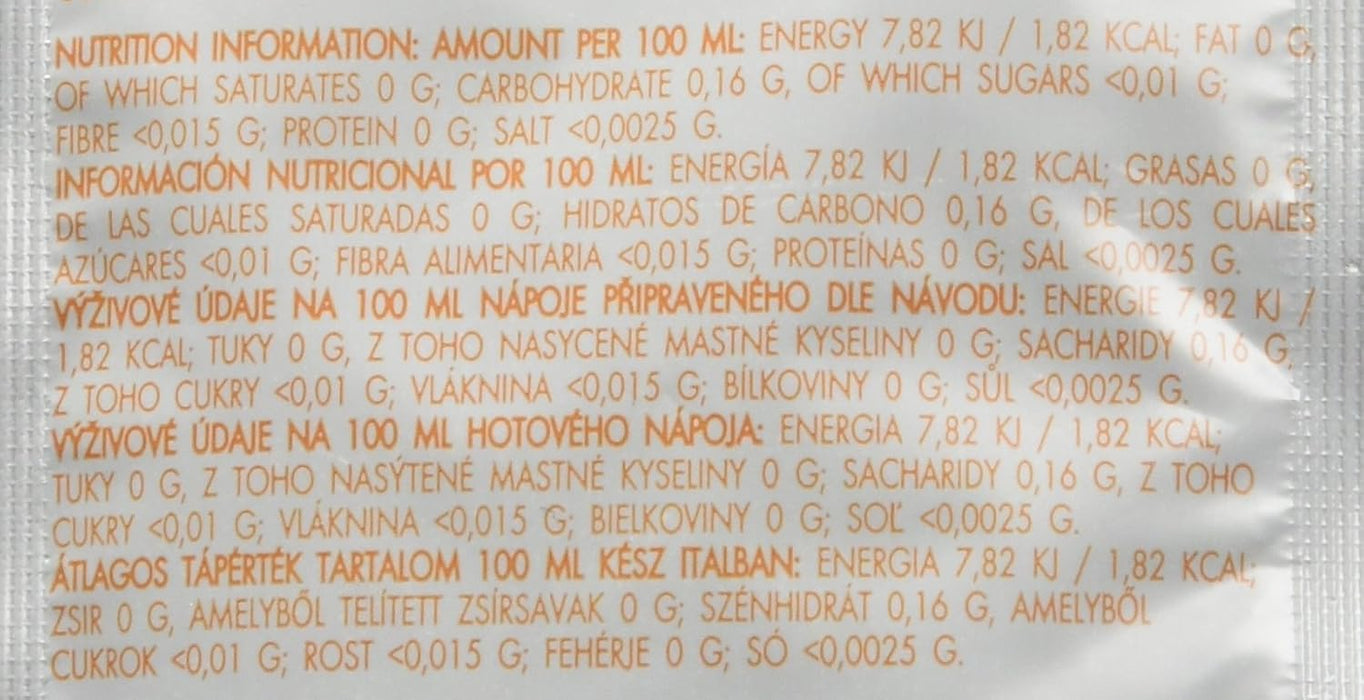 NUTRITION INFORMATION: AMOUNT PER 100 ML: ENERGY 7,82 KJ / 1,82 KCAL; FAT 0 G,
OF WHICH SATURATES 0 G; CARBOHYDRATE 0,16 G, OF WHICH SUGARS <0,01 G;
FIBRE <0,015 G; PROTEIN 0 G; SALT <0,0025 G.
INFORMACIÓN NUTRICIONAL POR 100 ML: ENERGÍA 7,82 KJ / 1,82 KCAL; GRASAS 0 G,
DE LAS CUALES SATURADAS 0 G; HIDRATOS DE CARBONO 0,16 G, DE LOS CUALES
AZÚCARES <0,01 G; FIBRA ALIMENTARIA <0,015 G; PROTEÍNAS 0 G; SAL <0,0025 G.
VÝŽIVOVÉ ÚDAJE NA 100 ML NÁPOJE PŘIPRAVENÉHO DLE NÁVODU: ENERGIE 7,82 KJ /
1,82 KCAL; TUKY 0 G, Z TOHO NASYCENÉ MASTNÉ KYSELINY 0 G; SACHARIDY 0,16 G,
Z TOHO CUKRY <0,01 G; VLÁKNINA <0,015 G; BÍLKOVINY 0 G; SŮL <0,0025 G.
VÝŽIVOVÉ ÚDAJE NA 100 ML HOTOVÉHO NÁPOJA: ENERGIA 7,82 KJ / 1,82 KCAL;
TUKY 0 G, Z TOHO NASÝTENÉ MASTNÉ KYSELINY 0 G; SACHARIDY 0,16 G, Z TOHO
CUKRY <0,01 G; VLÁKNINA <0,015 G; BIELKOVINY 0 G; SOĽ <0,0025 G.
ÁTLAGOS TÁPÉRTÉK TARTALOM 100 ML KÉSZ ITALBAN: ENERGIA 7,82 KJ / 1,82 KCAL;
ZSIR 0 G, AMELYBŐL TELÍTETT ZSÍRSAVAK 0 G; SZÉNHIDRÁT 0,16 G, AMELYBŐL
CUKROK <0,01 G; ROST <0,015 G; FEHÉRJE 0 G; SÓ <0,0025 G.